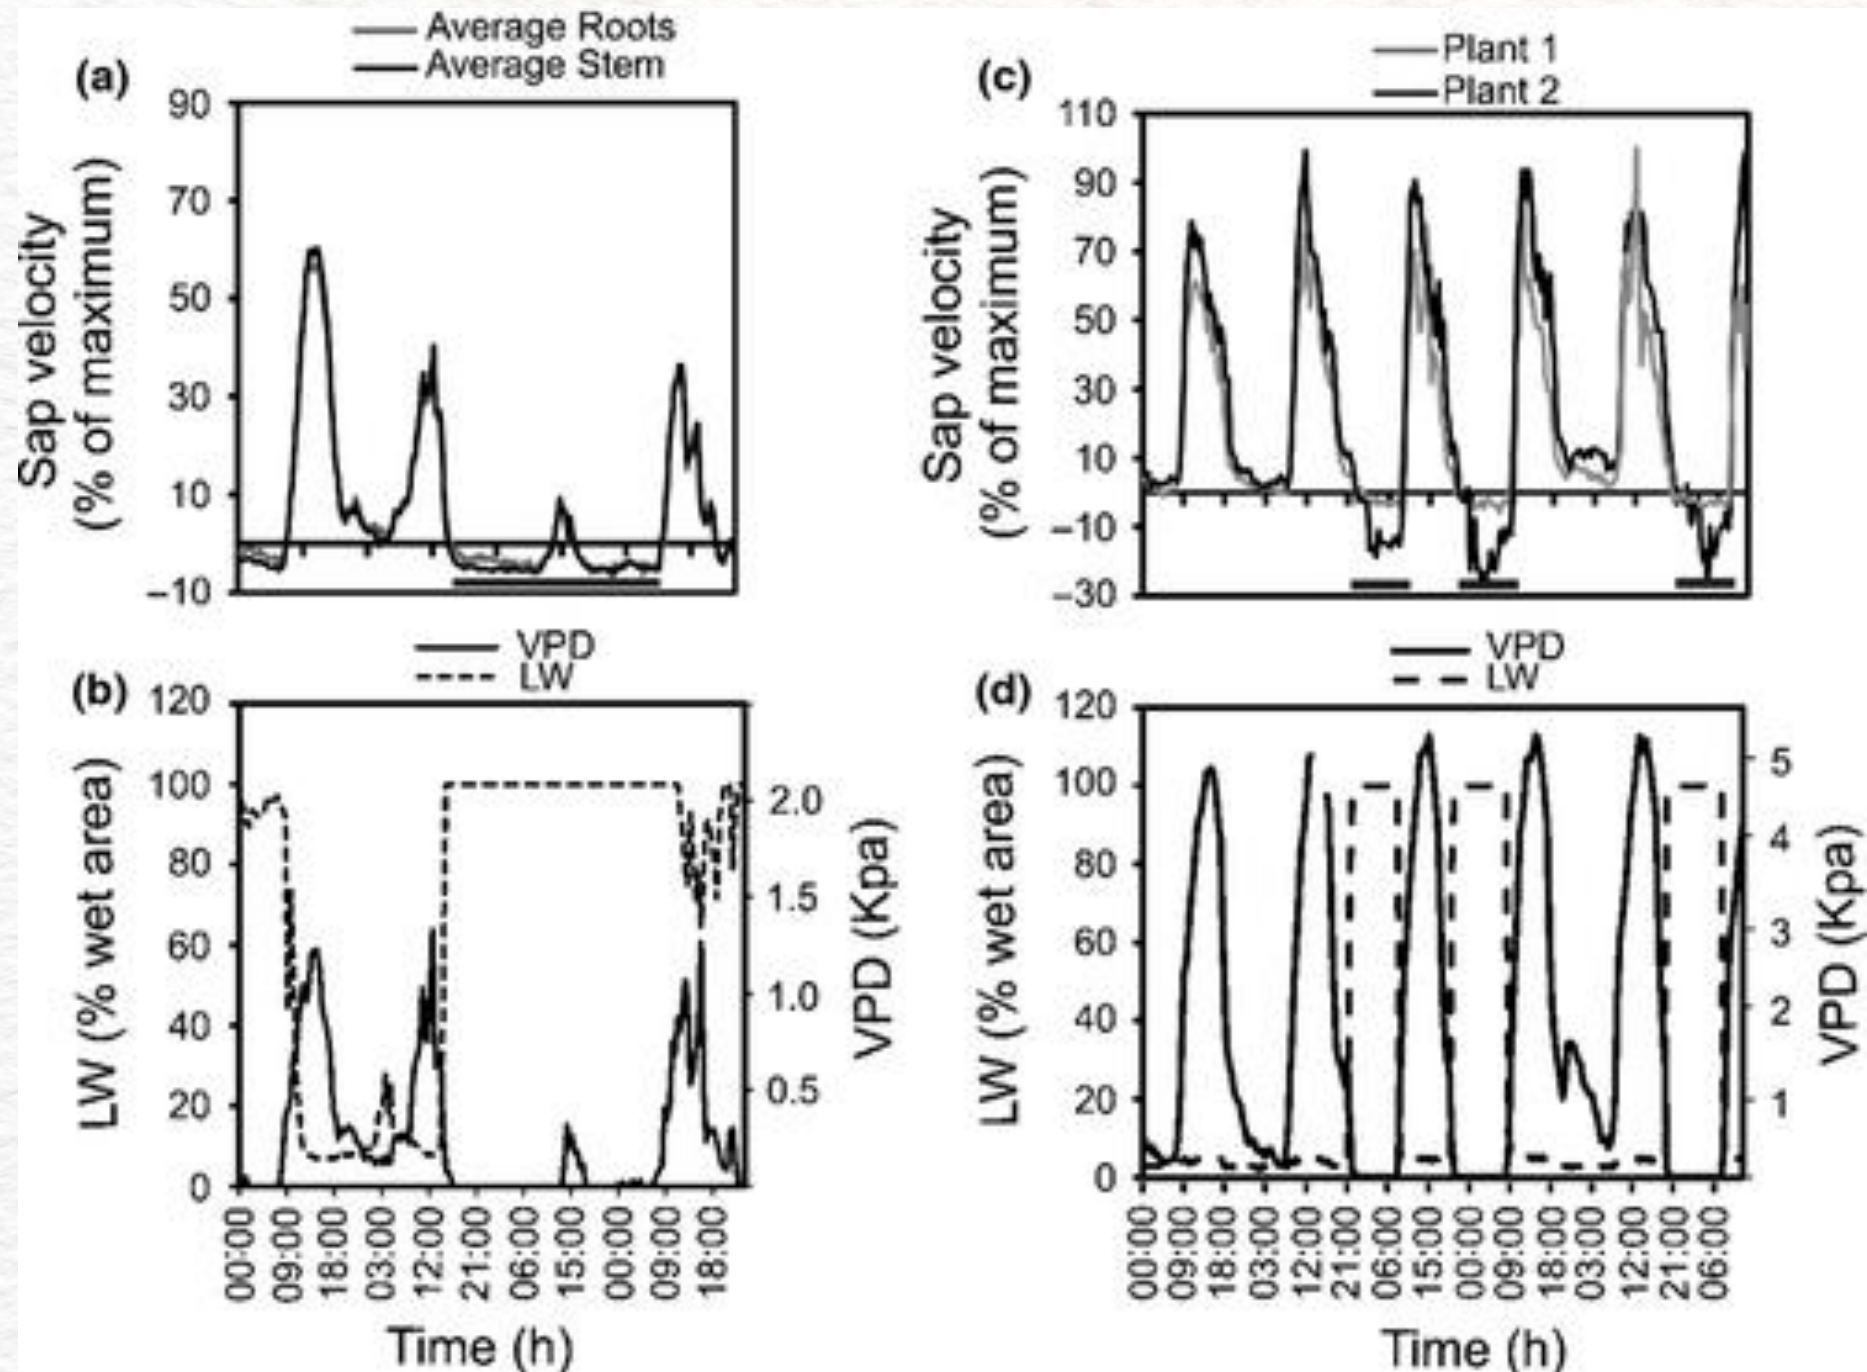 Average Roots
Average Stem
(a)
90
70
50
30
10
–10
Sap velocity
(% of maximum)
Plant 1
Plant 2
(c)
110
90
70
50
30
10
–10
–30
Sap velocity
(% of maximum)
VPD
LW
(b)
120
100
80
60
40
20
0
LW (% wet area)
2.0
1.5
1.0
0.5
VPD (Kpa)
00:00
09:00
18:00
03:00
12:00
21:00
06:00
15:00
00:00
09:00
18:00
Time (h)
VPD
LW
(d)
120
100
80
60
40
20
0
LW (% wet area)
5
4
3
2
1
VPD (Kpa)
00:00
09:00
18:00
03:00
12:00
21:00
06:00
15:00
00:00
09:00
18:00
03:00
12:00
21:00
06:00
Time (h)